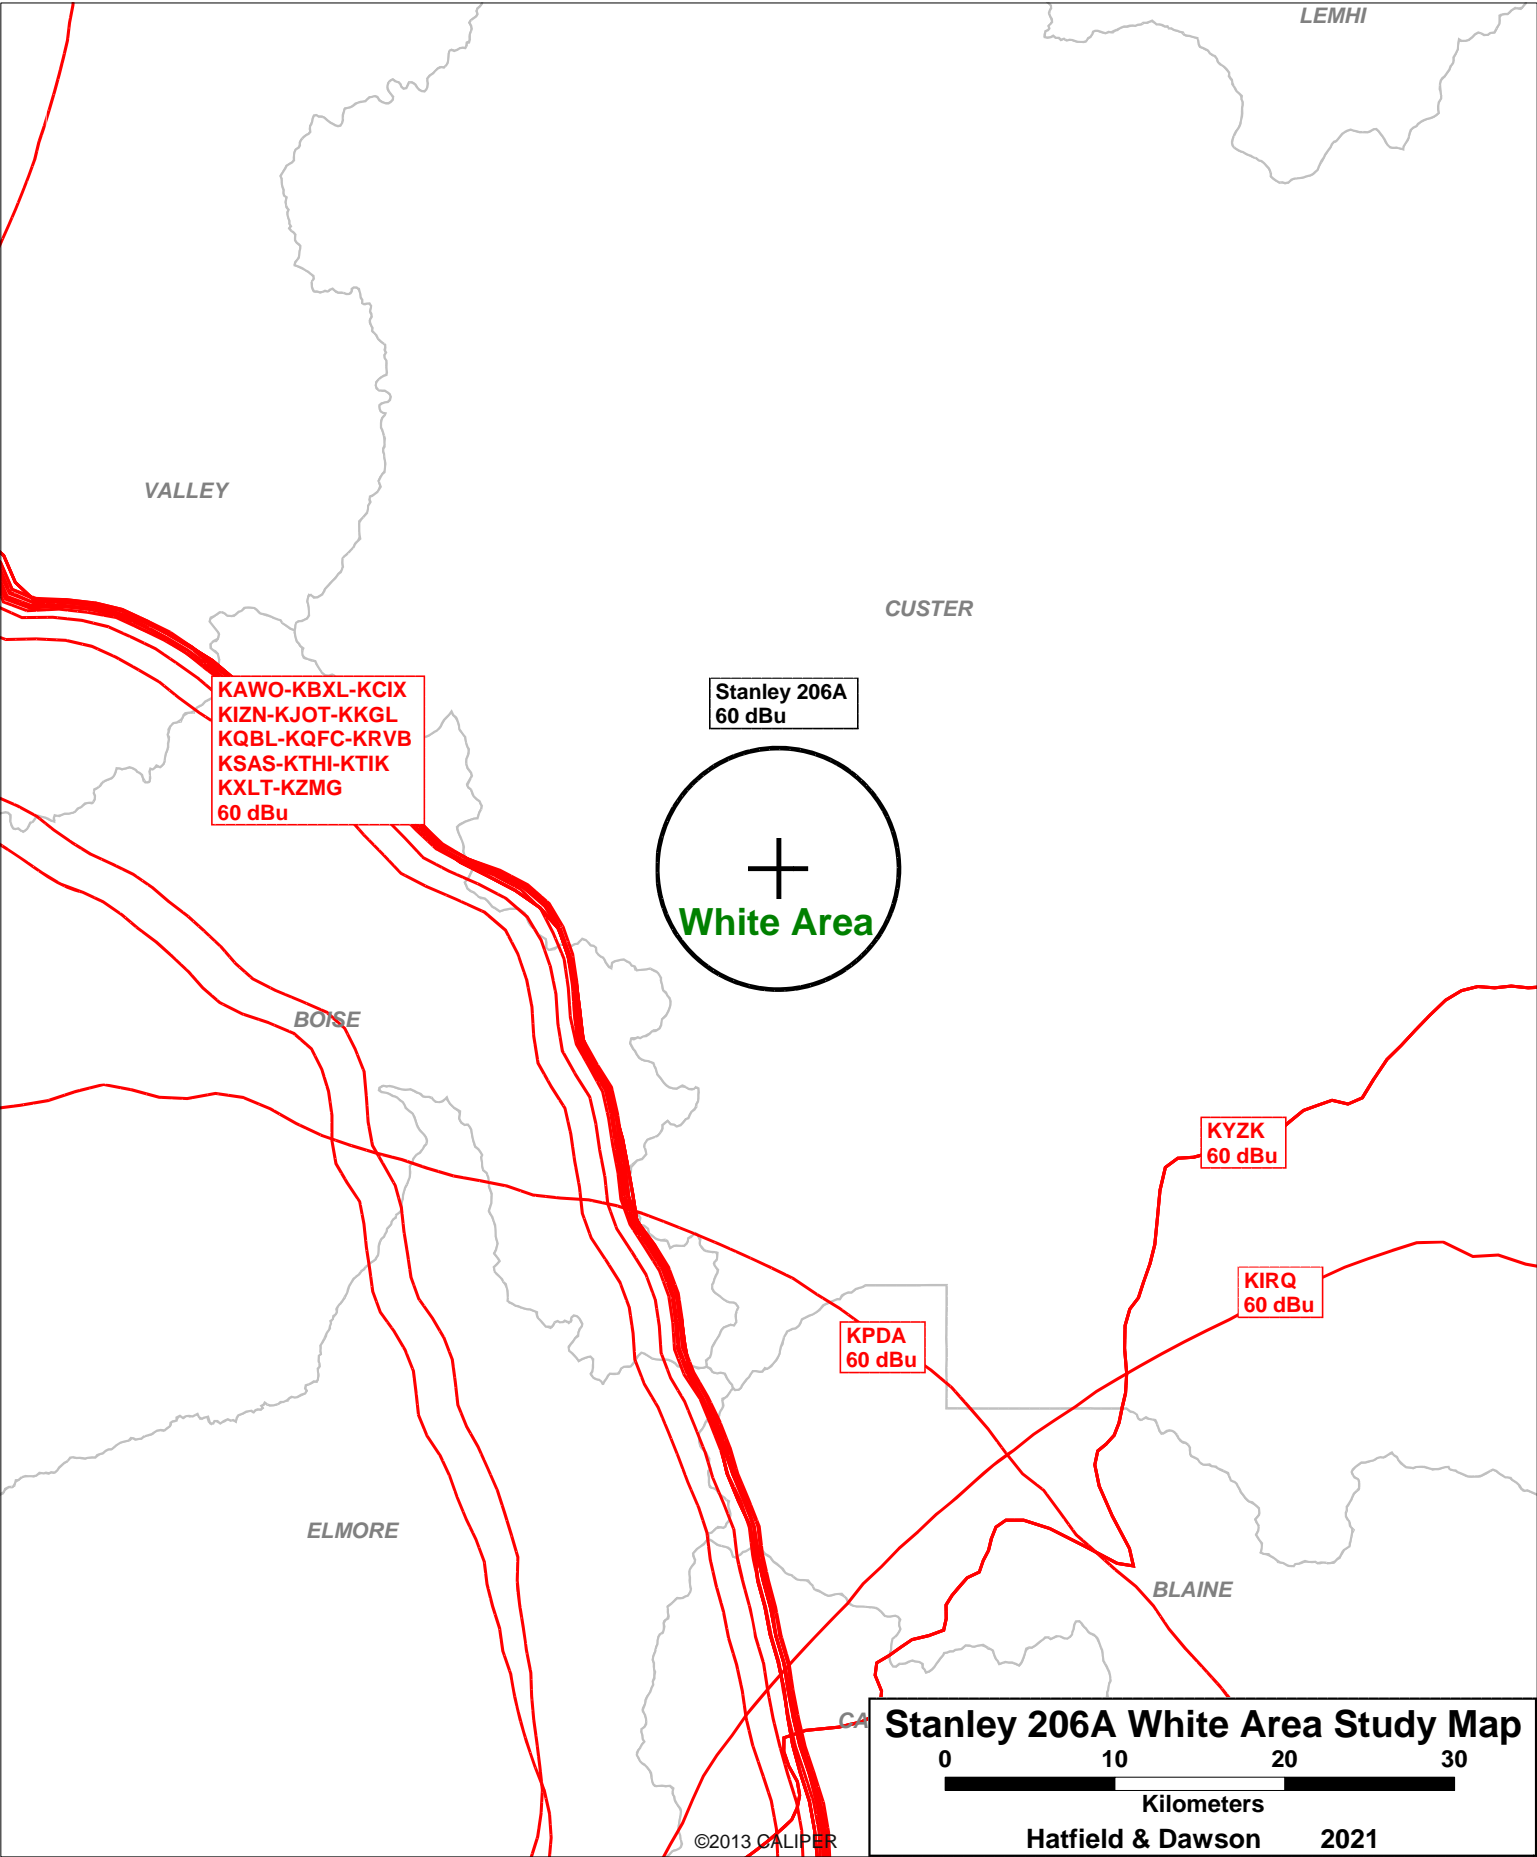 LEMHI
VALLEY
CUSTER
KAWO-KBXL-KCIX
KIZN-KJOT-KKGL
KQBL-KQFC-KRVB
KSAS-KTHI-KTIK
KXLT-KZMG
60 dBu
Stanley 206A
60 dBu
White Area
BOISE
KYZK
60 dBu
KIRQ
60 dBu
KPDA
60 dBu
ELMORE
BLAINE
CA
Stanley 206A White Area Study Map
0 10 20 30
Kilometers
Hatfield & Dawson 2021
©2013 CALIPER